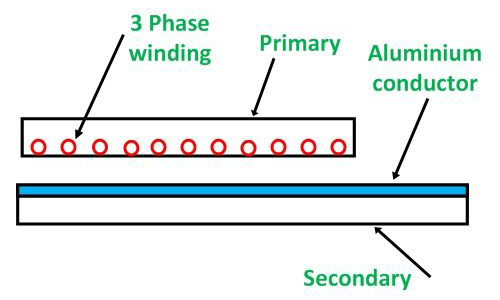 3 Phase
winding
Primary
Aluminium
conductor
Secondary